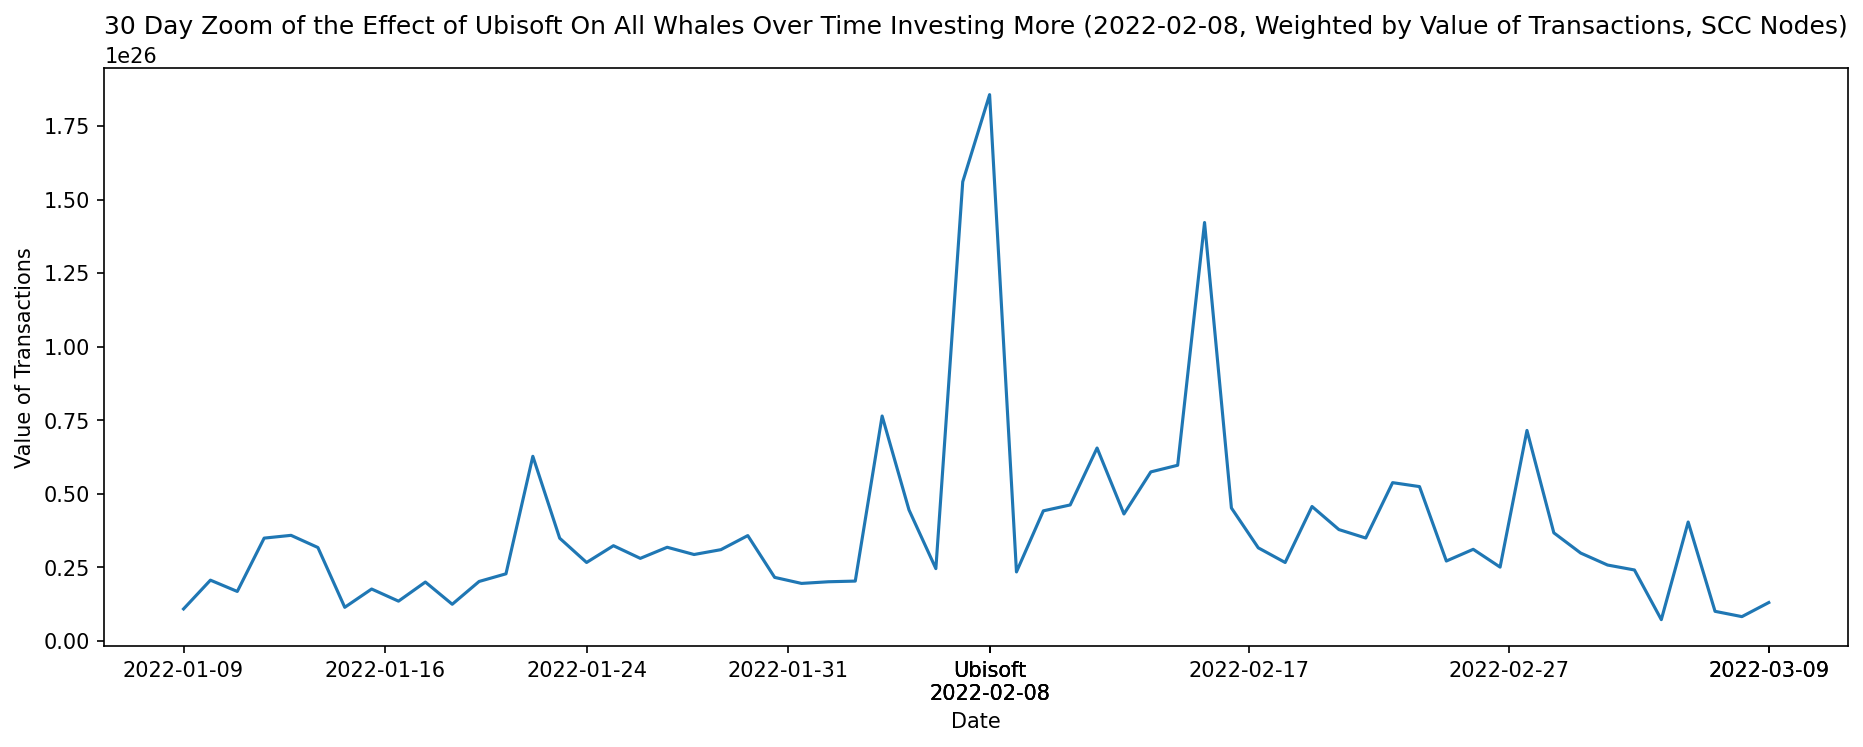 30 Day Zoom of the Effect of Ubisoft On All Whales Over Time Investing More (2022-02-08, Weighted by Value of Transactions, SCC Nodes)
1e26
1.75
1.50
1.25
1.00
0.75
0.50
0.25
0.00
Value of Transactions
2022-01-09 2022-01-16 2022-01-24 2022-01-31 Ubisoft 2022-02-17 2022-02-27 2022-03-09
2022-02-08
Date